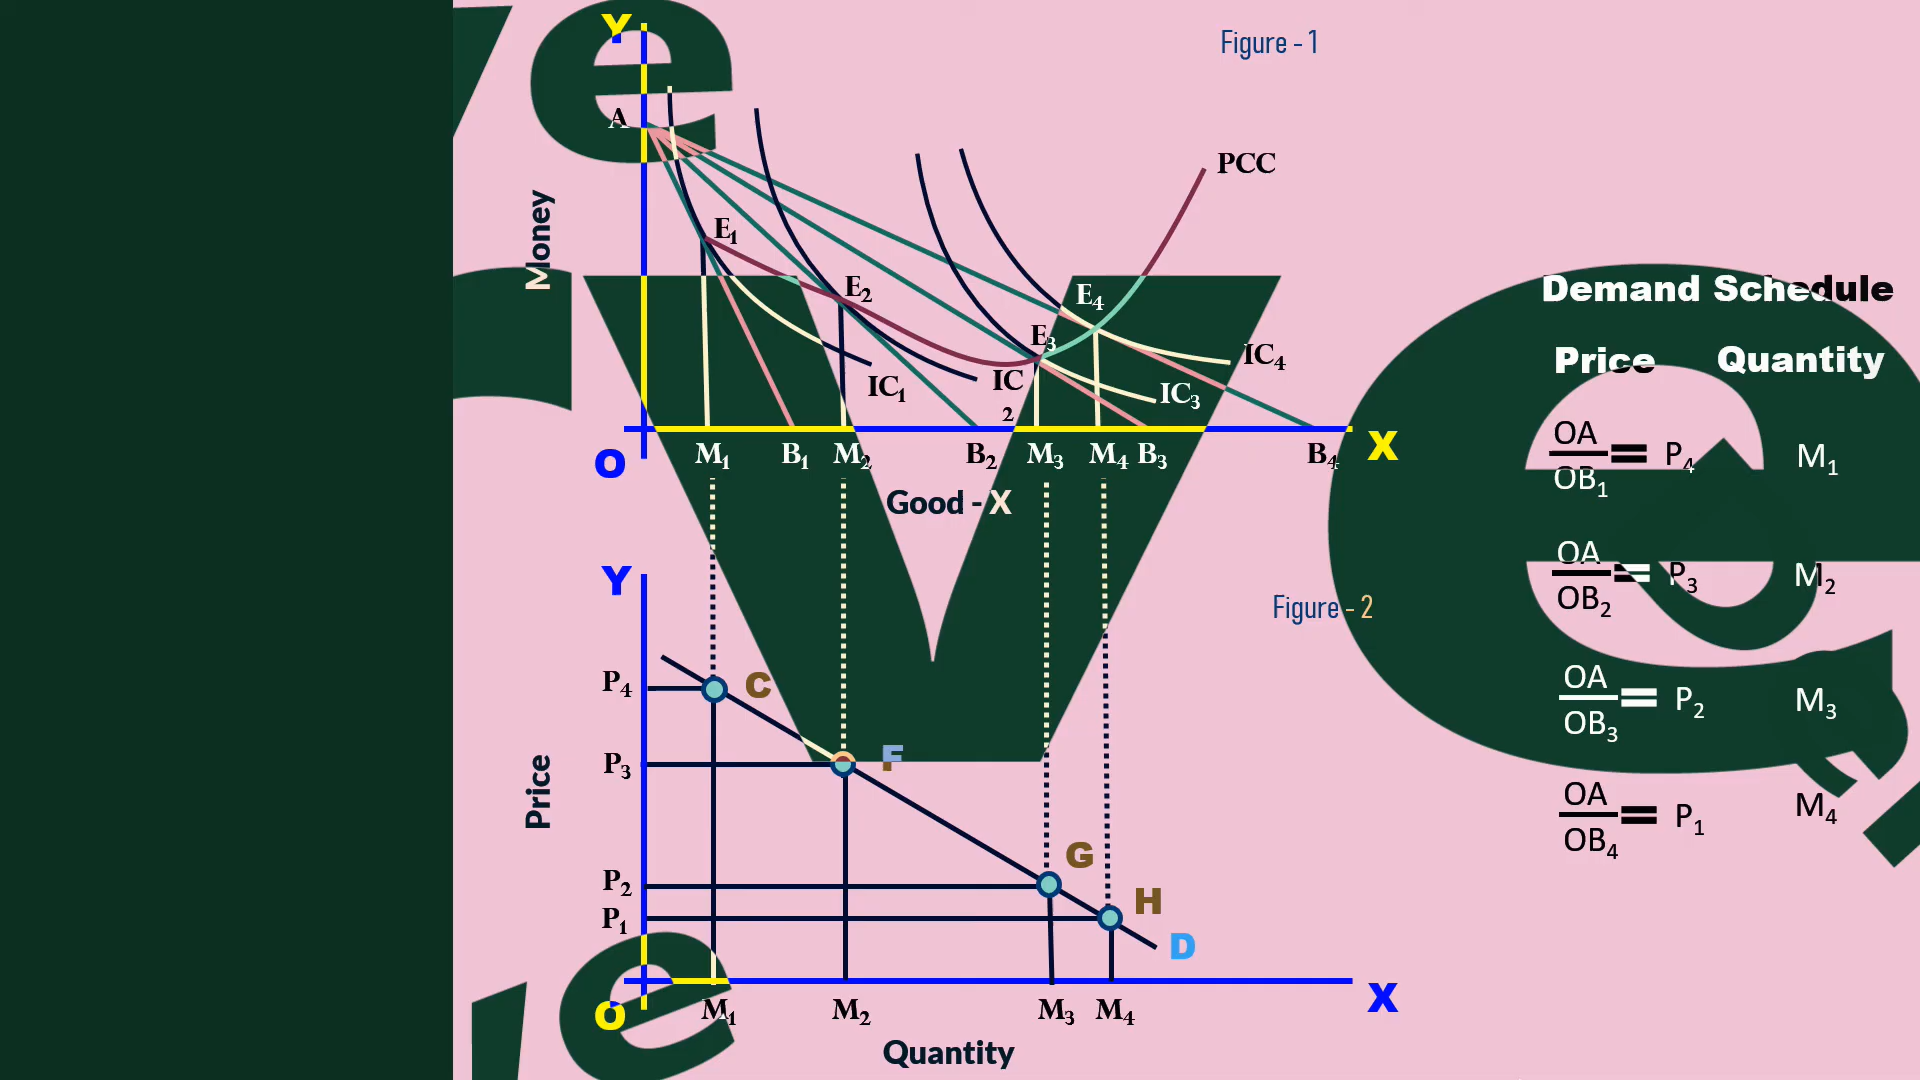 Figure - 1
Y
A
Money
E1
E2
E3
E4
PCC
IC1
IC
2
IC3
IC4
O
M1
B1
M2
B2
M3
M4
B3
B4
X
Good - X
Demand Schedule
Price Quantity
OA
OB1
= P4 M1
OA
OB2
= P3 M2
OA
OB3
= P2 M3
OA
OB4
= P1 M4
Figure - 2
Y
P4
C
P3
F
Price
P2
G
P1
H
D
O
M1
M2
M3
M4
X
Quantity